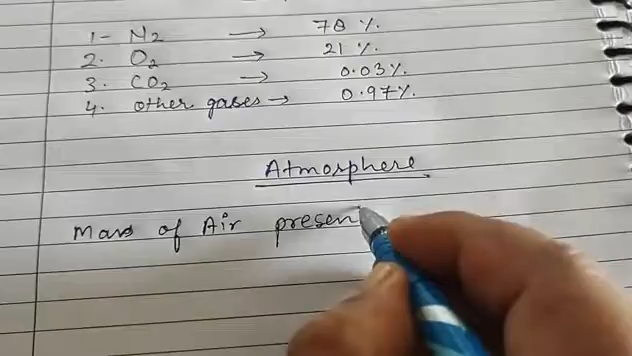 1- N2 → 78 %.
2. O2 → 21 %.
3. CO2 → 0.03%.
4. other gases → 0.97%.
Atmosphere
Mass of Air presen